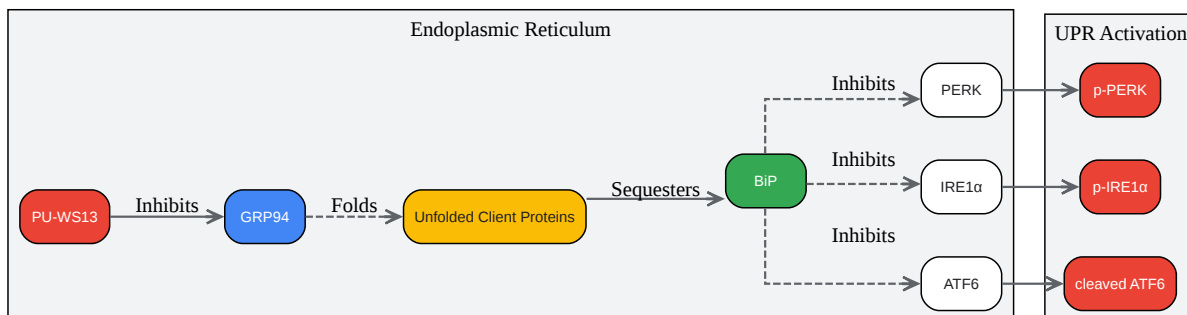 Endoplasmic Reticulum
UPR Activation
Inhibits
PERK
p-PERK
PU-WS13
Inhibits
GRP94
Folds
Unfolded Client Proteins
Sequesters
BiP
Inhibits
IRE1α
p-IRE1α
Inhibits
ATF6
cleaved ATF6